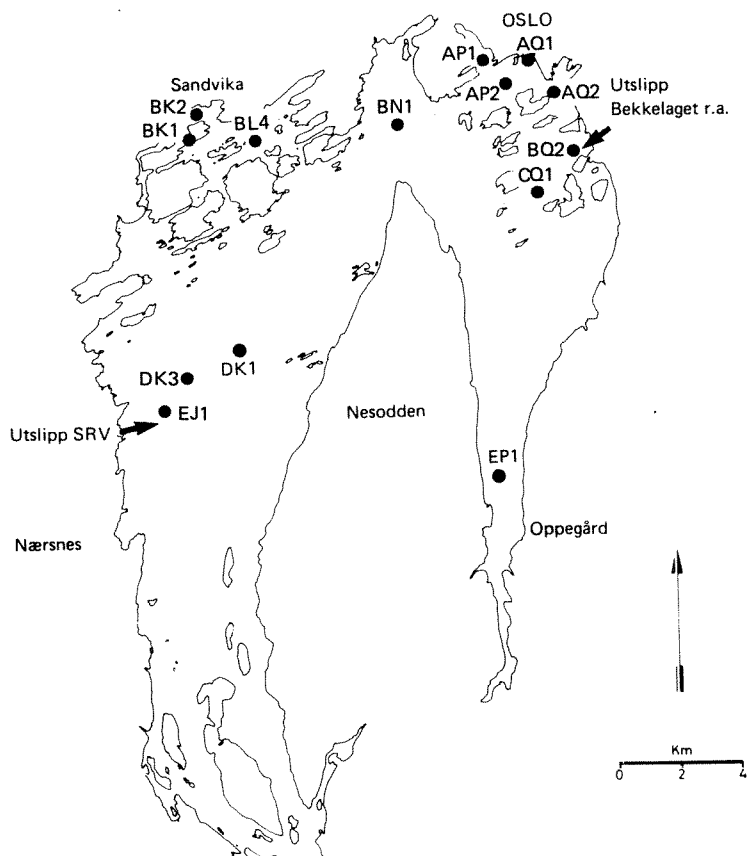 OSLO
AP1
AQ1
AP2
AQ2
Utslipp
Bekkelaget r.a.
Sandvika
BK2
BK1
BL4
BN1
BQ2
CQ1
DK3
DK1
EJ1
Utslipp SRV
Nesodden
EP1
Nærsnes
Oppegård
Km
0 2 4